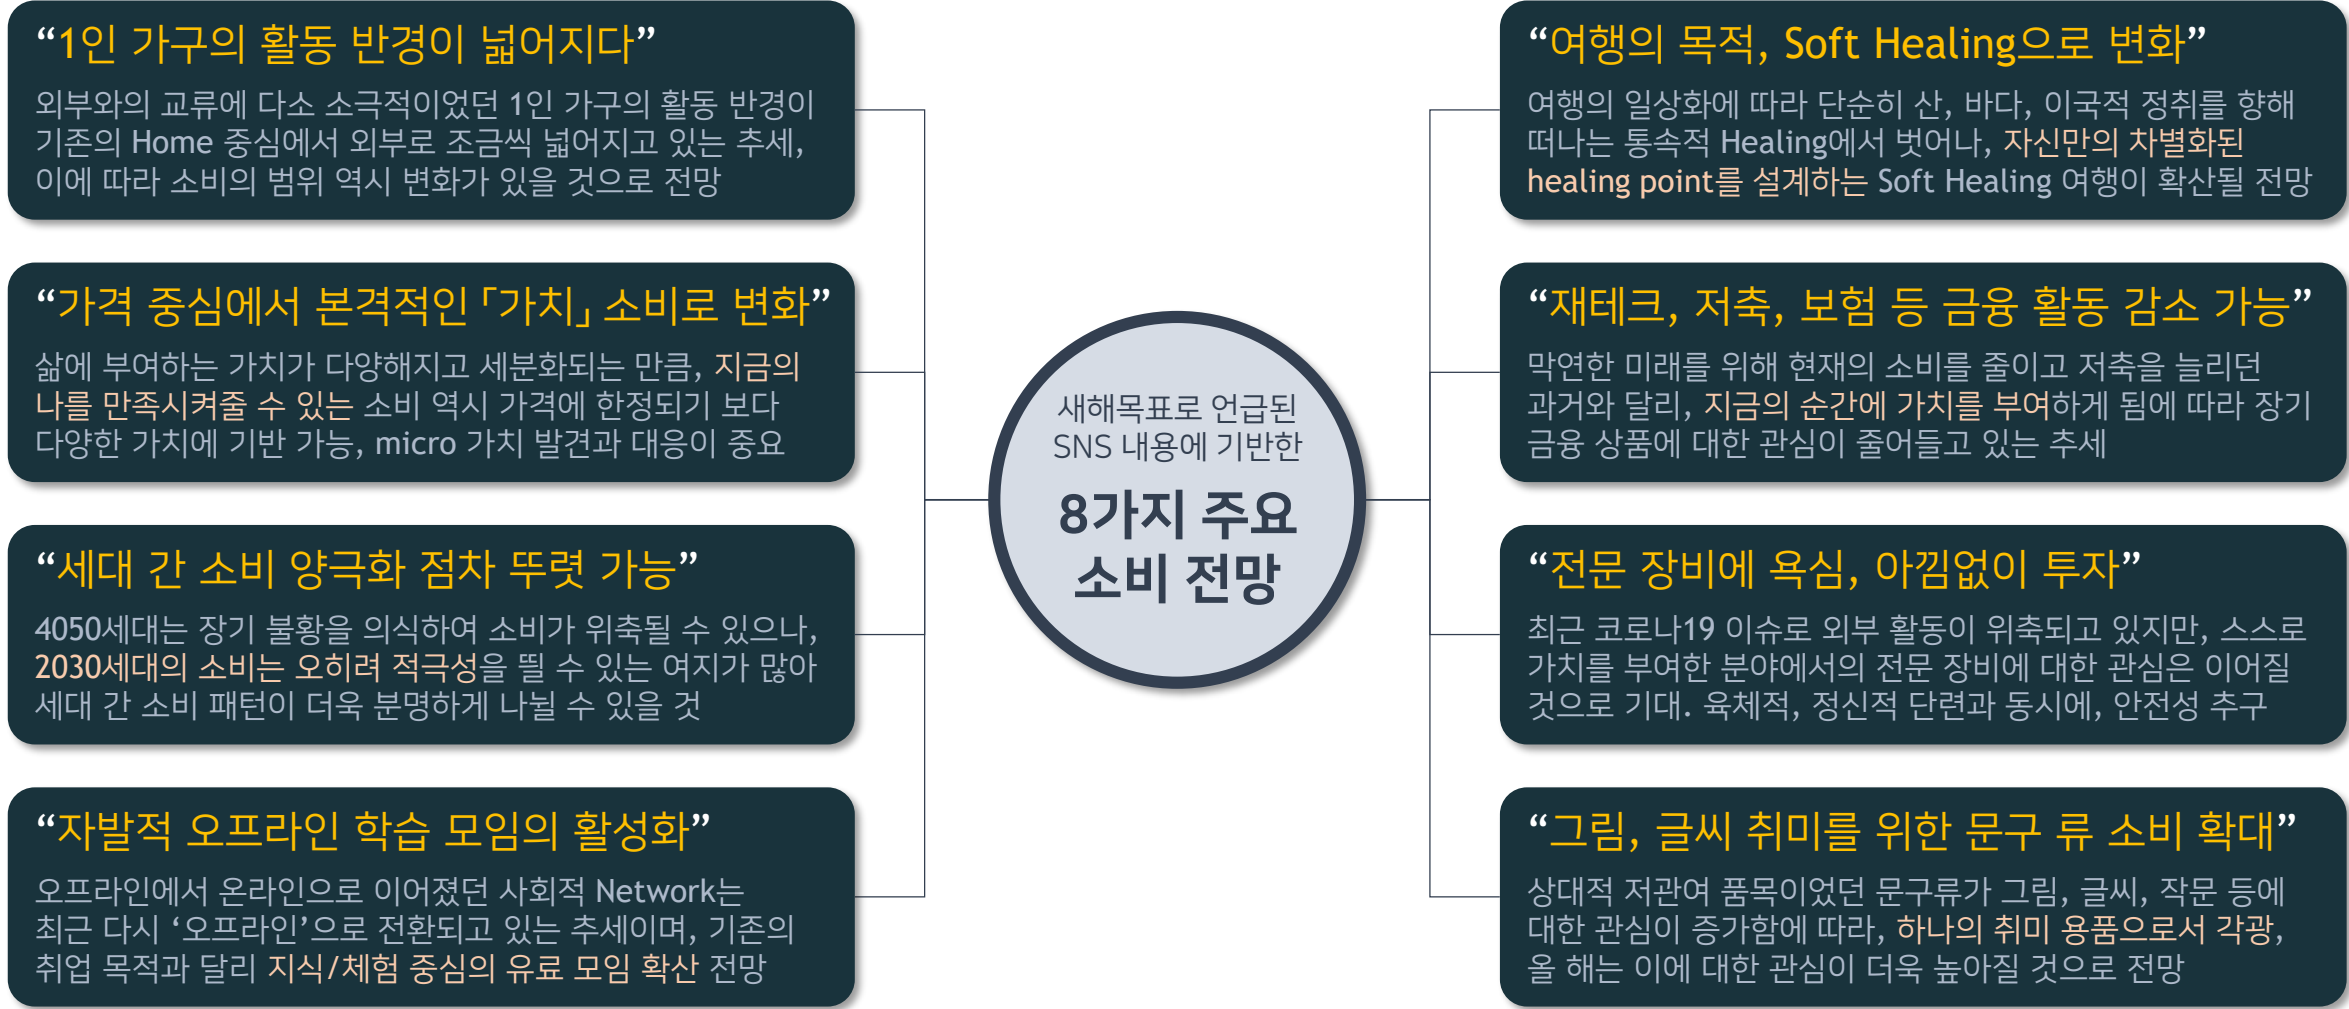 “1인 가구의 활동 반경이 넓어지다”
외부와의 교류에 다소 소극적이었던 1인 가구의 활동 반경이
기존의 Home 중심에서 외부로 조금씩 넓어지고 있는 추세,
이에 따라 소비의 범위 역시 변화가 있을 것으로 전망
“가격 중심에서 본격적인 ｢가치｣ 소비로 변화”
삶에 부여하는 가치가 다양해지고 세분화되는 만큼, 지금의
나를 만족시켜줄 수 있는 소비 역시 가격에 한정되기 보다
다양한 가치에 기반 가능, micro 가치 발견과 대응이 중요
“세대 간 소비 양극화 점차 뚜렷 가능”
4050세대는 장기 불황을 의식하여 소비가 위축될 수 있으나,
2030세대의 소비는 오히려 적극성을 띌 수 있는 여지가 많아
세대 간 소비 패턴이 더욱 분명하게 나뉠 수 있을 것
“자발적 오프라인 학습 모임의 활성화”
오프라인에서 온라인으로 이어졌던 사회적 Network는
최근 다시 ‘오프라인’으로 전환되고 있는 추세이며, 기존의
취업 목적과 달리 지식/체험 중심의 유료 모임 확산 전망
새해목표로 언급된
SNS 내용에 기반한
8가지 주요
소비 전망
“여행의 목적, Soft Healing으로 변화”
여행의 일상화에 따라 단순히 산, 바다, 이국적 정취를 향해
떠나는 통속적 Healing에서 벗어나, 자신만의 차별화된
healing point를 설계하는 Soft Healing 여행이 확산될 전망
“재테크, 저축, 보험 등 금융 활동 감소 가능”
막연한 미래를 위해 현재의 소비를 줄이고 저축을 늘리던
과거와 달리, 지금의 순간에 가치를 부여하게 됨에 따라 장기
금융 상품에 대한 관심이 줄어들고 있는 추세
“전문 장비에 욕심, 아낌없이 투자”
최근 코로나19 이슈로 외부 활동이 위축되고 있지만, 스스로
가치를 부여한 분야에서의 전문 장비에 대한 관심은 이어질
것으로 기대. 육체적, 정신적 단련과 동시에, 안전성 추구
“그림, 글씨 취미를 위한 문구 류 소비 확대”
상대적 저관여 품목이었던 문구류가 그림, 글씨, 작문 등에
대한 관심이 증가함에 따라, 하나의 취미 용품으로서 각광,
올 해는 이에 대한 관심이 더욱 높아질 것으로 전망